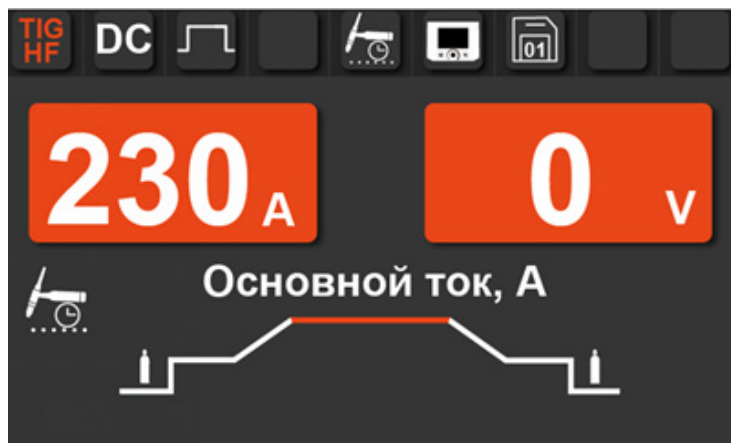 TIG
HF
DC
01
230 A
0 V
Основной ток, А